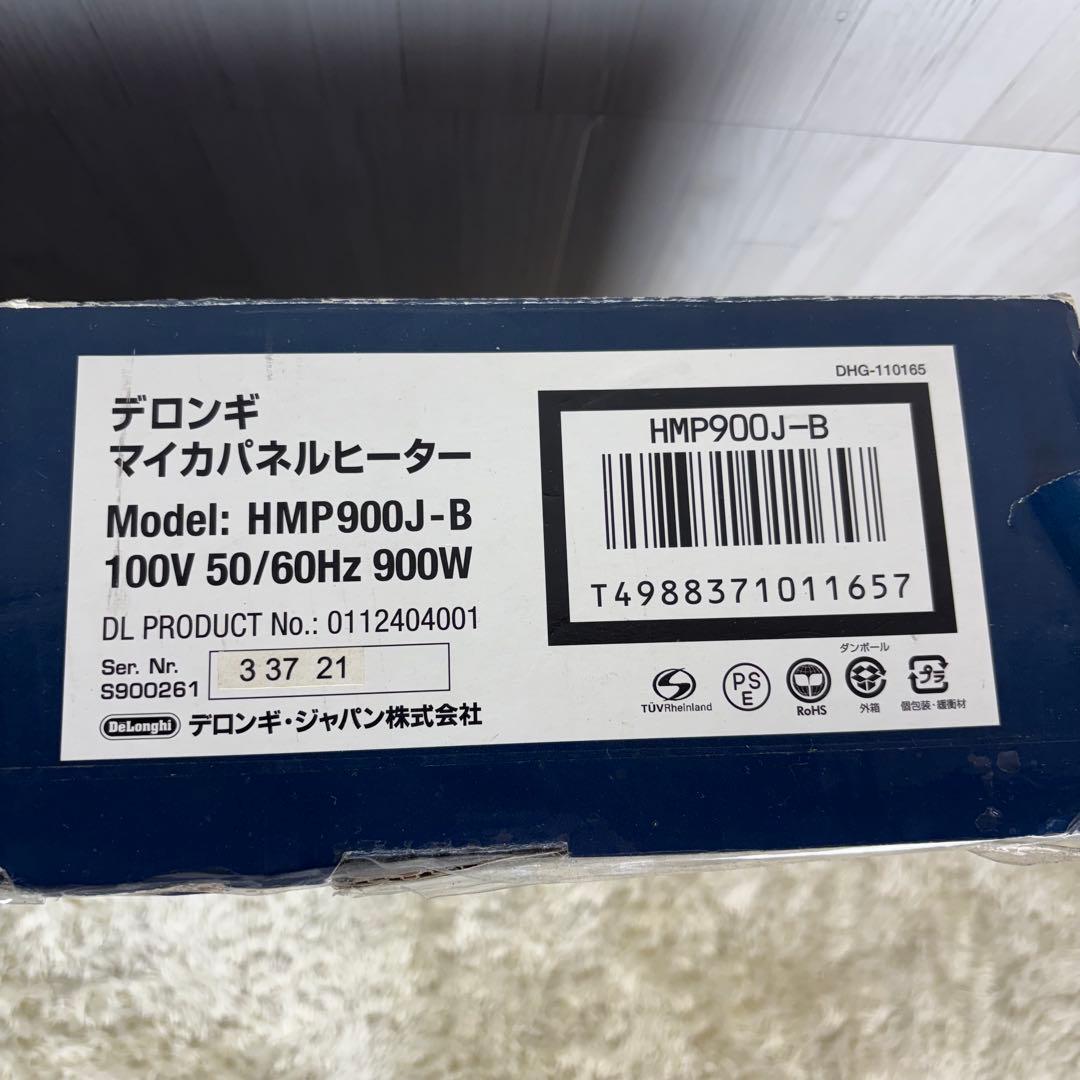 DHG-110165
デロンギ
マイカパネルヒーター
Model: HMP900J-B
100V 50/60Hz 900W
DL PRODUCT No.: 0112404001
Ser. Nr.
S900261
3 37 21
DeLonghi デロンギ・ジャパン株式会社
HMP900J-B
T4988371011657
TÜVRheinland
PS
E
RoHS
ダンボール
外箱
プラ
個包装・緩衝材